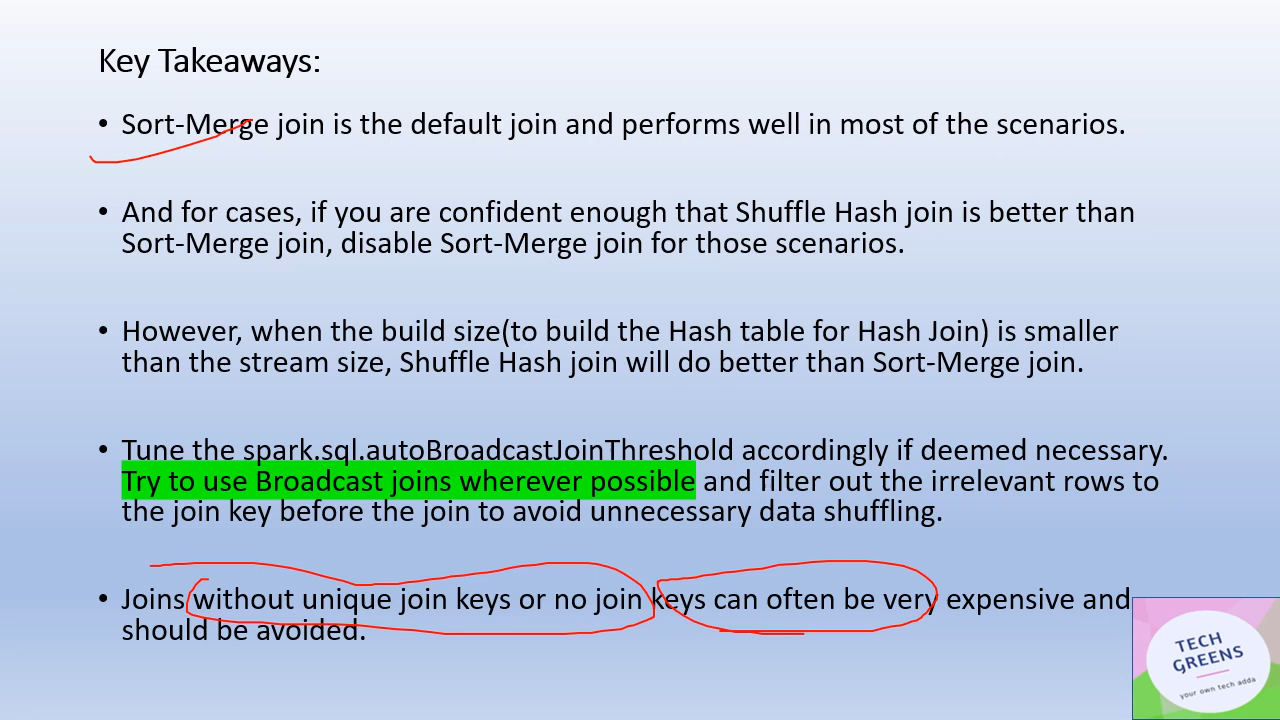 Key Takeaways:
• Sort-Merge join is the default join and performs well in most of the scenarios.
• And for cases, if you are confident enough that Shuffle Hash join is better than
Sort-Merge join, disable Sort-Merge join for those scenarios.
• However, when the build size(to build the Hash table for Hash Join) is smaller
than the stream size, Shuffle Hash join will do better than Sort-Merge join.
• Tune the spark.sql.autoBroadcastJoinThreshold accordingly if deemed necessary.
Try to use Broadcast joins wherever possible and filter out the irrelevant rows to
the join key before the join to avoid unnecessary data shuffling.
• Joins without unique join keys or no join keys can often be very expensive and
should be avoided.
TECH
GREENS
your own tech adda